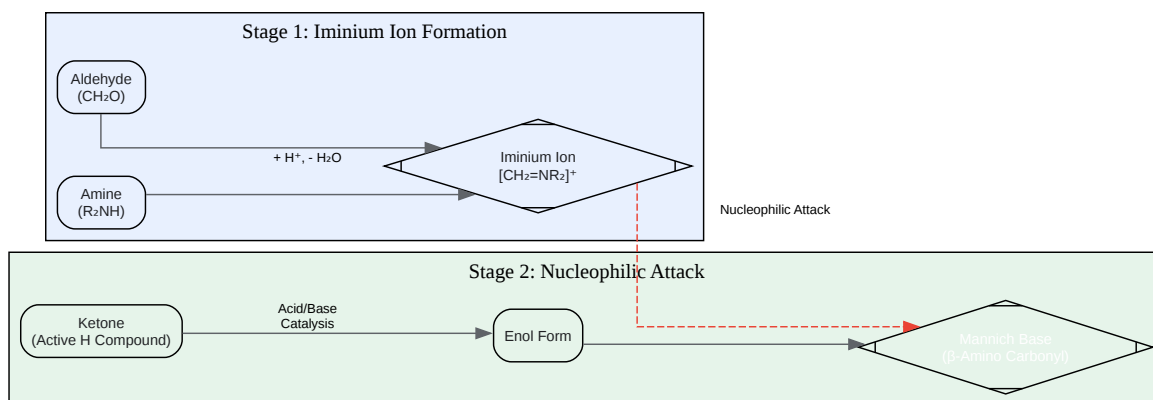 Stage 1: Iminium Ion Formation
Aldehyde
(CH₂O)
+ H⁺, - H₂O
Iminium Ion
[CH₂=NR₂]⁺
Amine
(R₂NH)
Nucleophilic Attack
Stage 2: Nucleophilic Attack
Ketone
(Active H Compound)
Acid/Base
Catalysis
Enol Form
Mannich Base
(β-Amino Carbonyl)